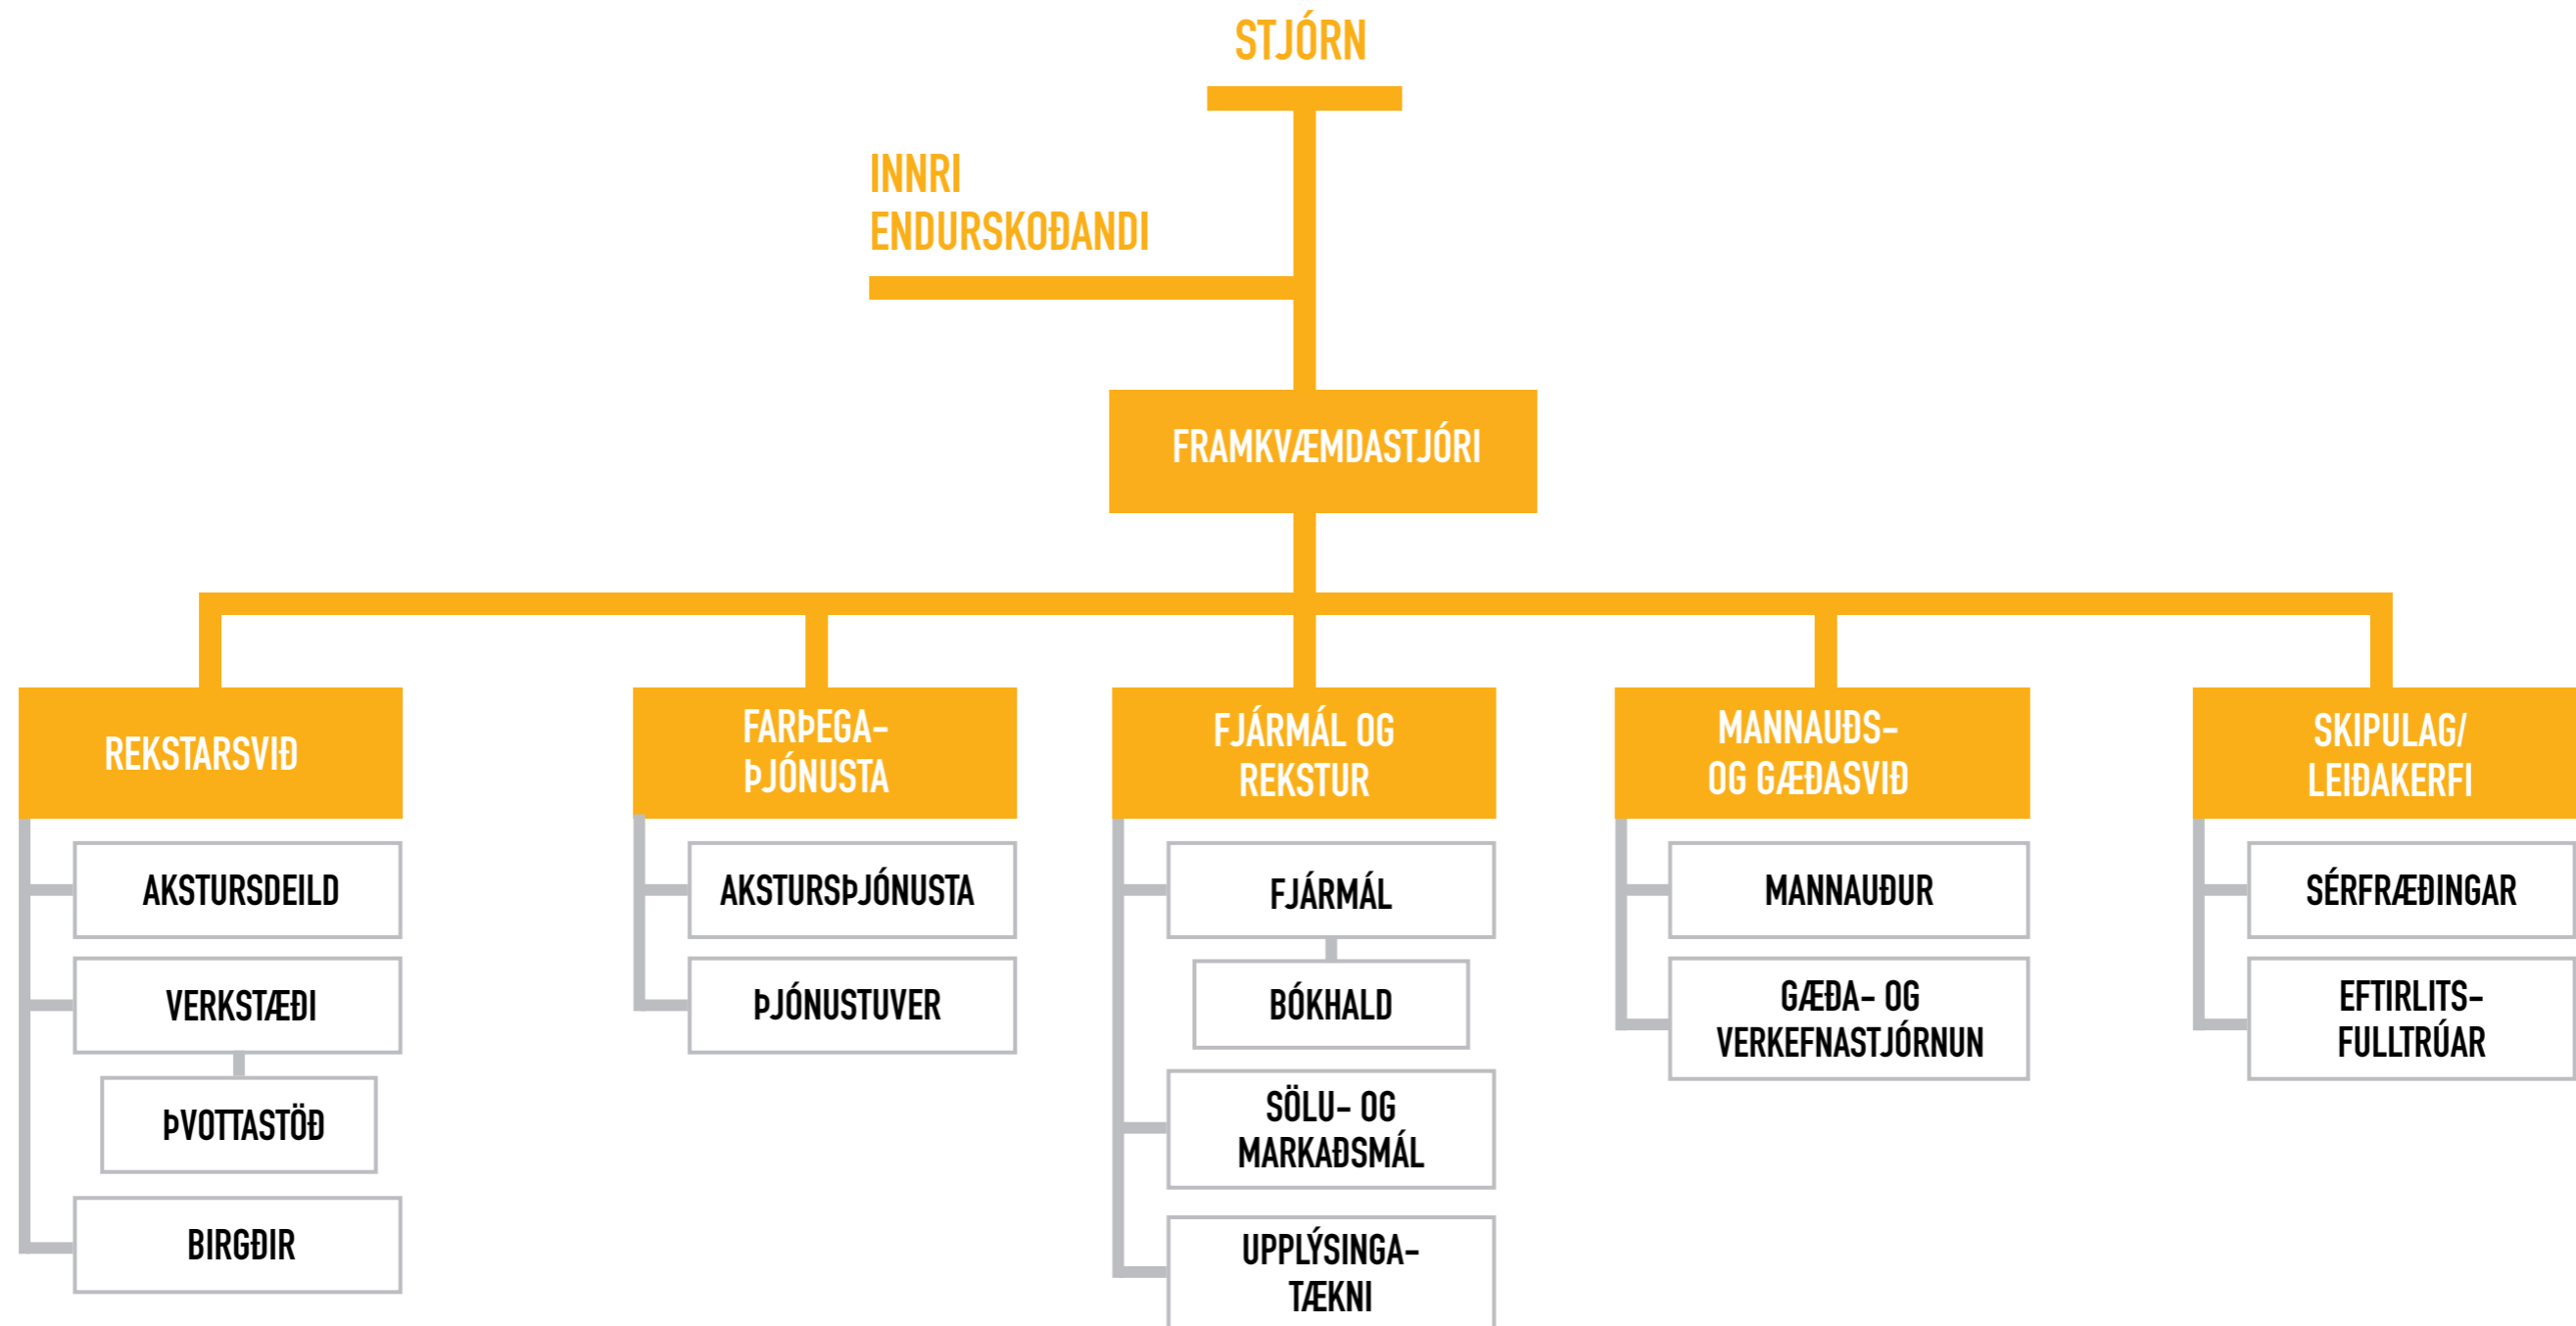 STJÓRN
INNRI
ENDURSKOÐANDI
FRAMKVÆMDASTJÓRI
REKSTARSVIÐ
AKSTURSDEILD
VERKSTÆÐI
ÞVOTTASTÖÐ
BIRGÐIR
FARÞEGA-
ÞJÓNUSTA
AKSTURSÞJÓNUSTA
ÞJÓNUSTUVER
FJÁRMÁL OG
REKSTUR
FJÁRMÁL
BÓKHALD
SÖLU- OG
MARKAÐSMÁL
UPPLÝSINGA-
TÆKNI
MANNAUÐS-
OG GÆÐASVIÐ
MANNAUÐUR
GÆÐA- OG
VERKEFNASTJÓRNUN
SKIPULAG/
LEIÐAKERFI
SÉRFRÆÐINGAR
EFTIRLITS-
FULLTRÚAR